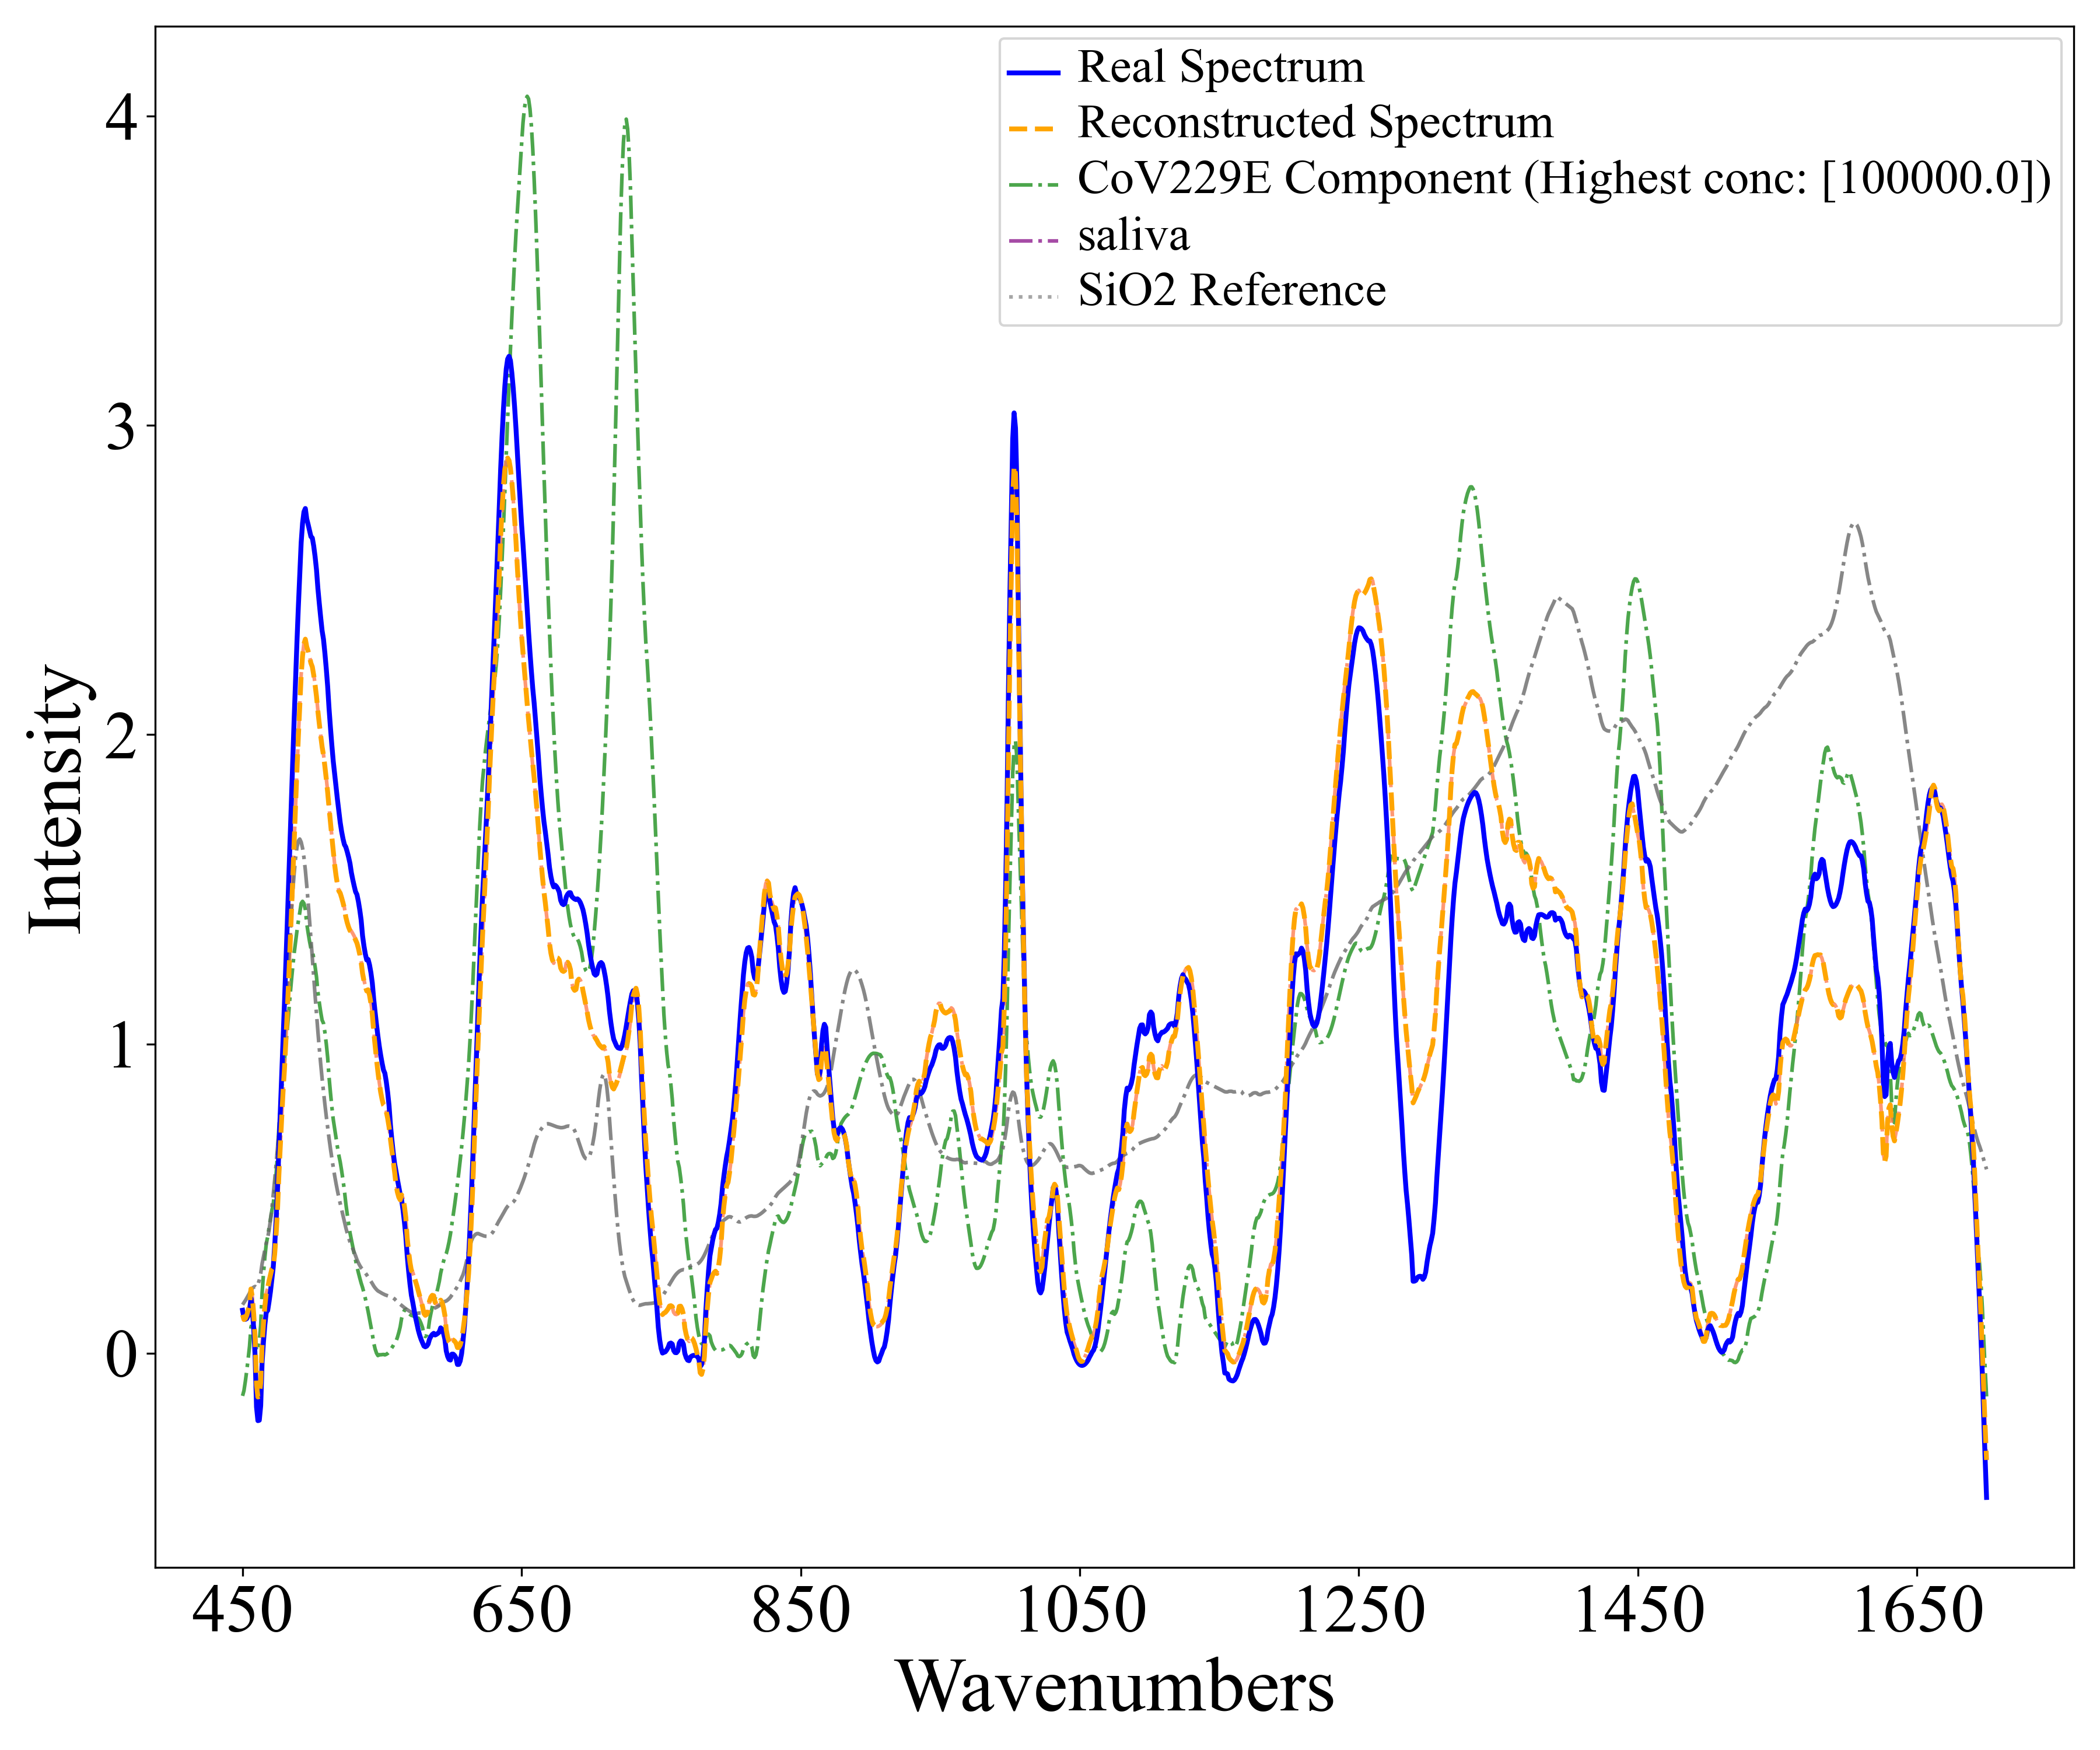 Real Spectrum
Reconstructed Spectrum
CoV229E Component (Highest conc: [100000.0])
saliva
SiO2 Reference
4
3
2
1
0
Intensity
450 650 850 1050 1250 1450 1650
Wavenumbers